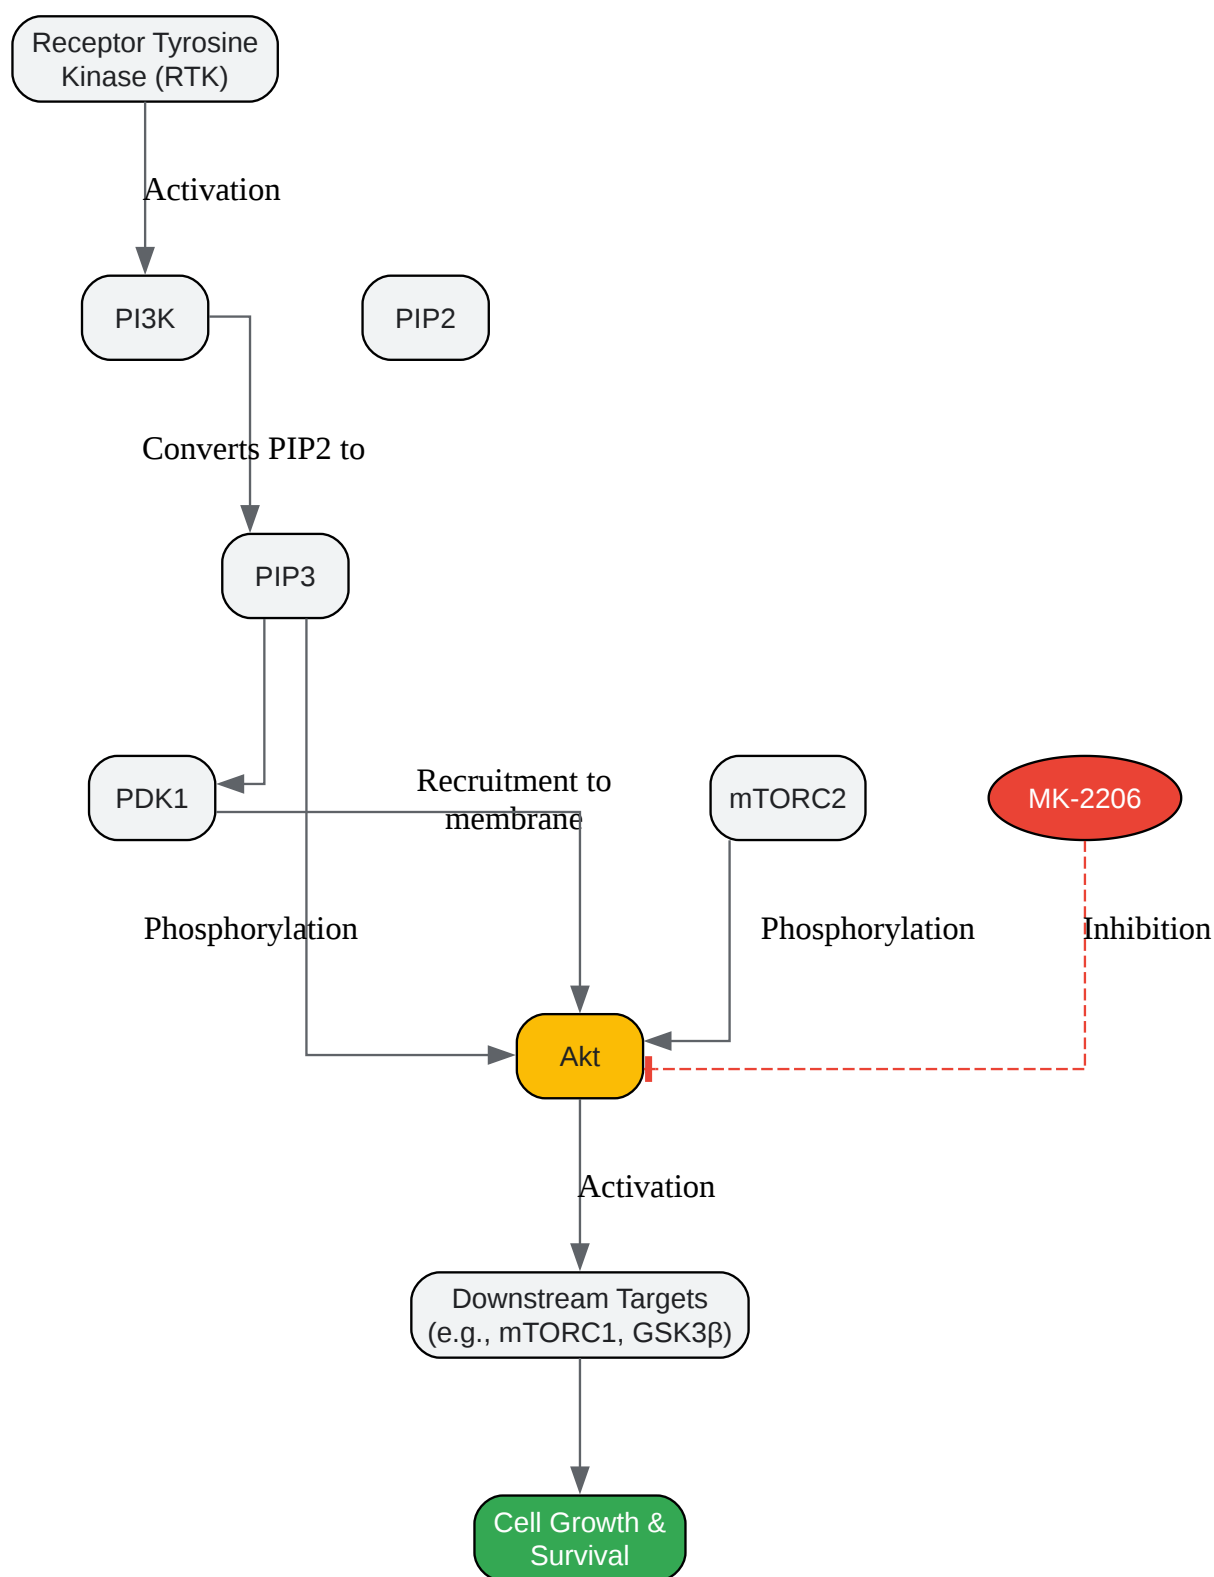 Receptor Tyrosine
Kinase (RTK)
Activation
PI3K
PIP2
Converts PIP2 to
PIP3
PDK1
Recruitment to
membrane
mTORC2
MK-2206
Phosphorylation
Phosphorylation
Inhibition
Akt
Activation
Downstream Targets
(e.g., mTORC1, GSK3β)
Cell Growth &
Survival